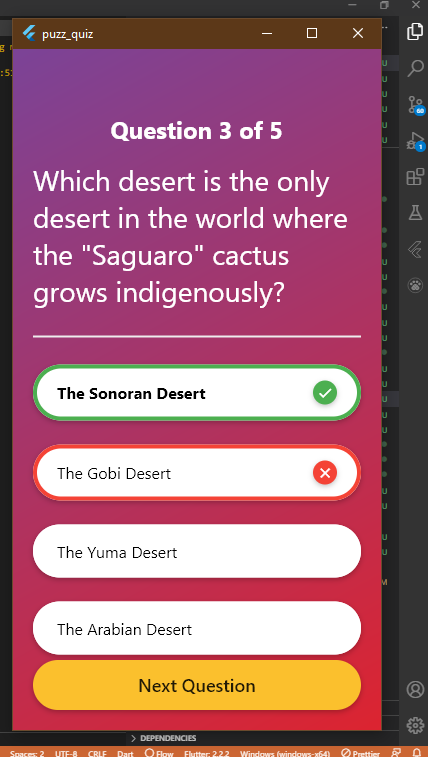 puzz_quiz
Question 3 of 5
Which desert is the only
desert in the world where
the "Saguaro" cactus
grows indigenously?
The Sonoran Desert
The Gobi Desert
The Yuma Desert
The Arabian Desert
Next Question
DEPENDENCIES
Spaces: 2 UTF-8 CRLF Dart Flow Flutter: 2.2.2 Windows (windows-x64) Prettier